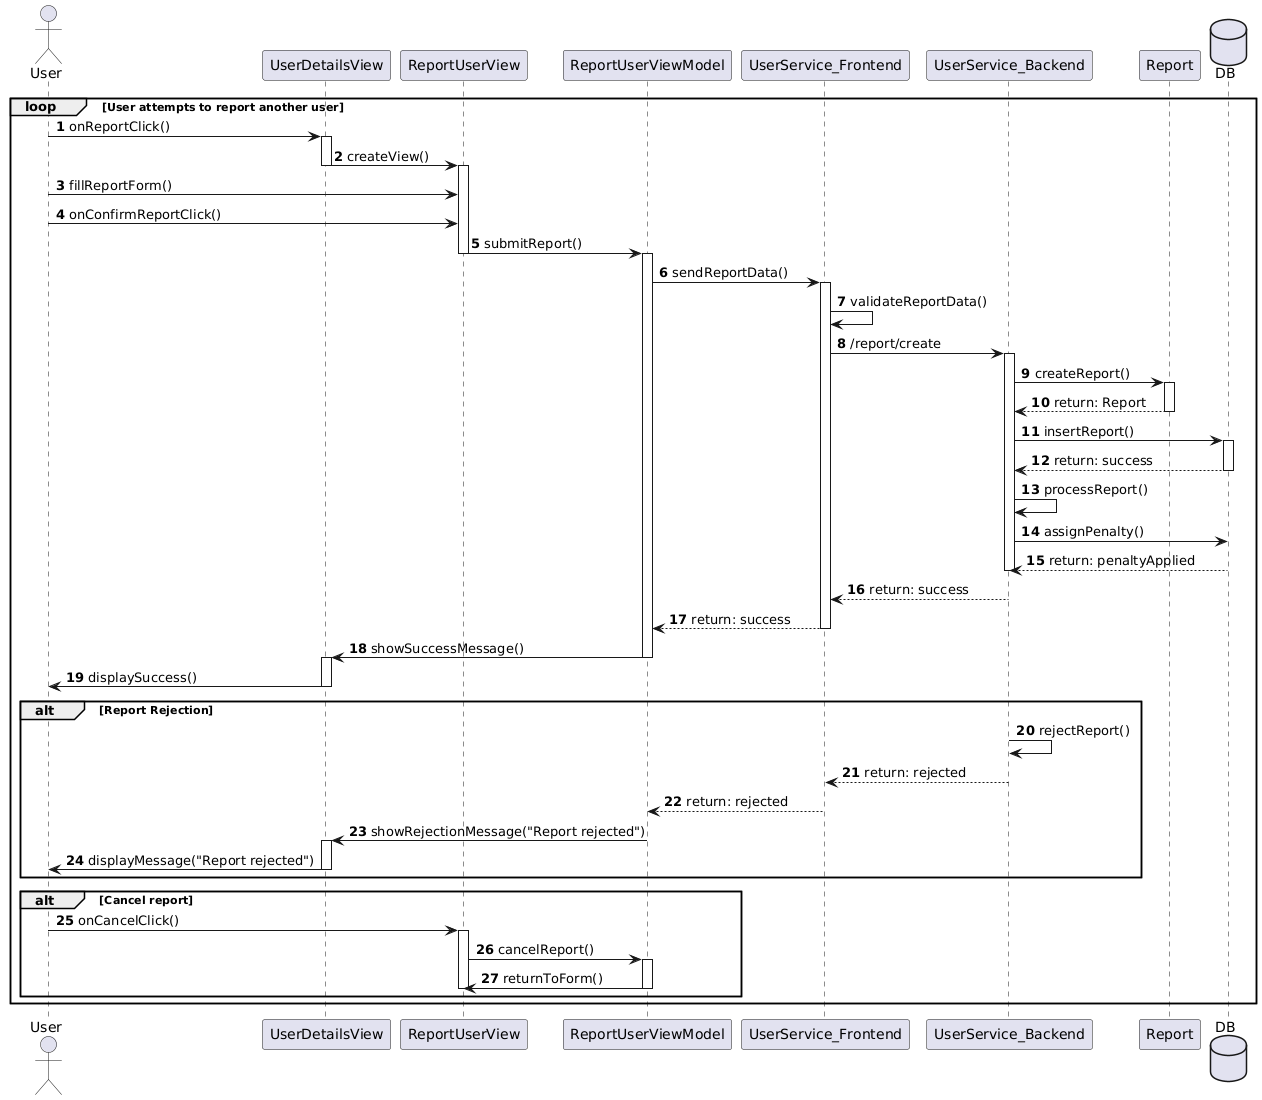 User
UserDetailsView
ReportUserView
ReportUserViewModel
UserService_Frontend
UserService_Backend
Report
DB
loop [User attempts to report another user]
1 onReportClick()
2 createView()
3 fillReportForm()
4 onConfirmReportClick()
5 submitReport()
6 sendReportData()
7 validateReportData()
8 /report/create
9 createReport()
10 return: Report
11 insertReport()
12 return: success
13 processReport()
14 assignPenalty()
15 return: penaltyApplied
16 return: success
17 return: success
18 showSuccessMessage()
19 displaySuccess()
alt [Report Rejection]
20 rejectReport()
21 return: rejected
22 return: rejected
23 showRejectionMessage("Report rejected")
24 displayMessage("Report rejected")
alt [Cancel report]
25 onCancelClick()
26 cancelReport()
27 returnToForm()
User
UserDetailsView
ReportUserView
ReportUserViewModel
UserService_Frontend
UserService_Backend
Report
DB